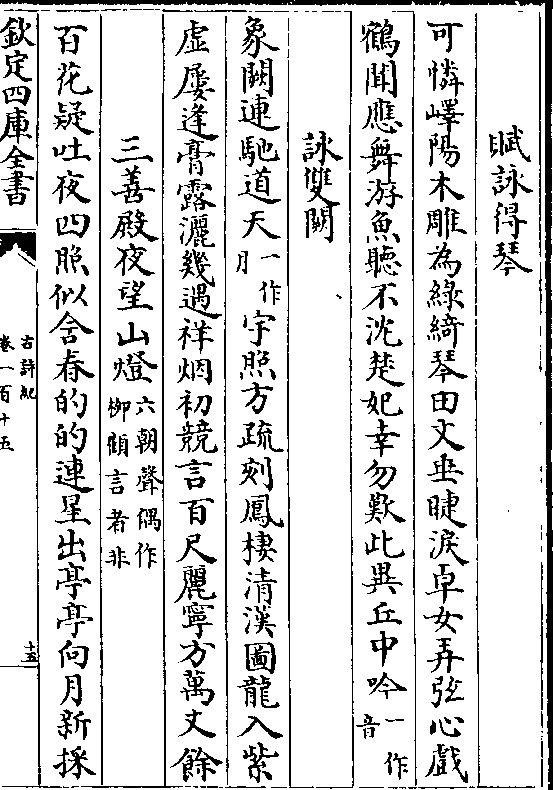 賦詠得琴
可憐嶧陽木雕為綠綺琴田文垂睫淚卓女弄弦心戲
鶴聞應舞游魚聽不沈楚妃幸勿歎此異丘中吟一作音
詠雙闕
象闕連馳道天一作月宇照方疏刻鳳棲清漢圖龍入紫
虛屢逢膏露灑幾遇祥烟初競言百尺麗寧方萬丈餘
三善殿夜望山燈六朝聲偶作柳顧言者非
百花疑吐夜四照似含春的的連星出亭亭向月新採
欽定四庫全書
古詩紀
卷一百十五
十五